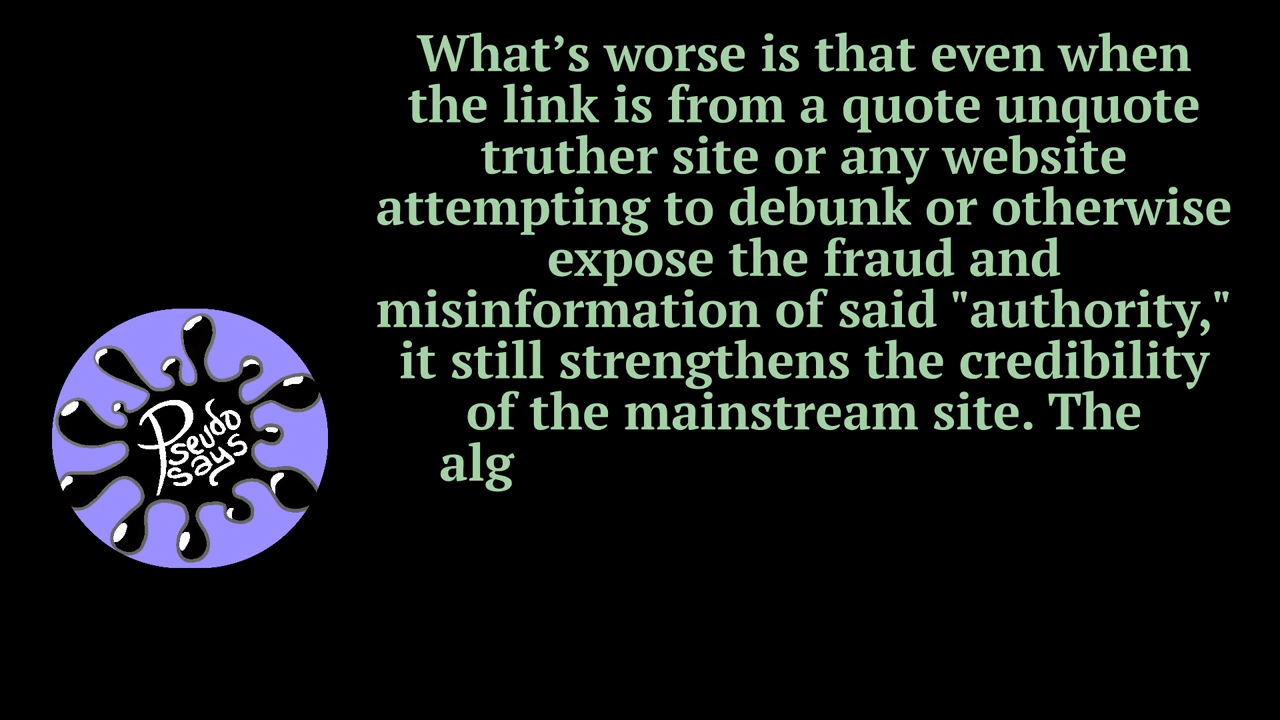 What’s worse is that even when
the link is from a quote unquote
truther site or any website
attempting to debunk or otherwise
expose the fraud and
misinformation of said "authority,"
it still strengthens the credibility
of the mainstream site. The
alg
Pseudo
says